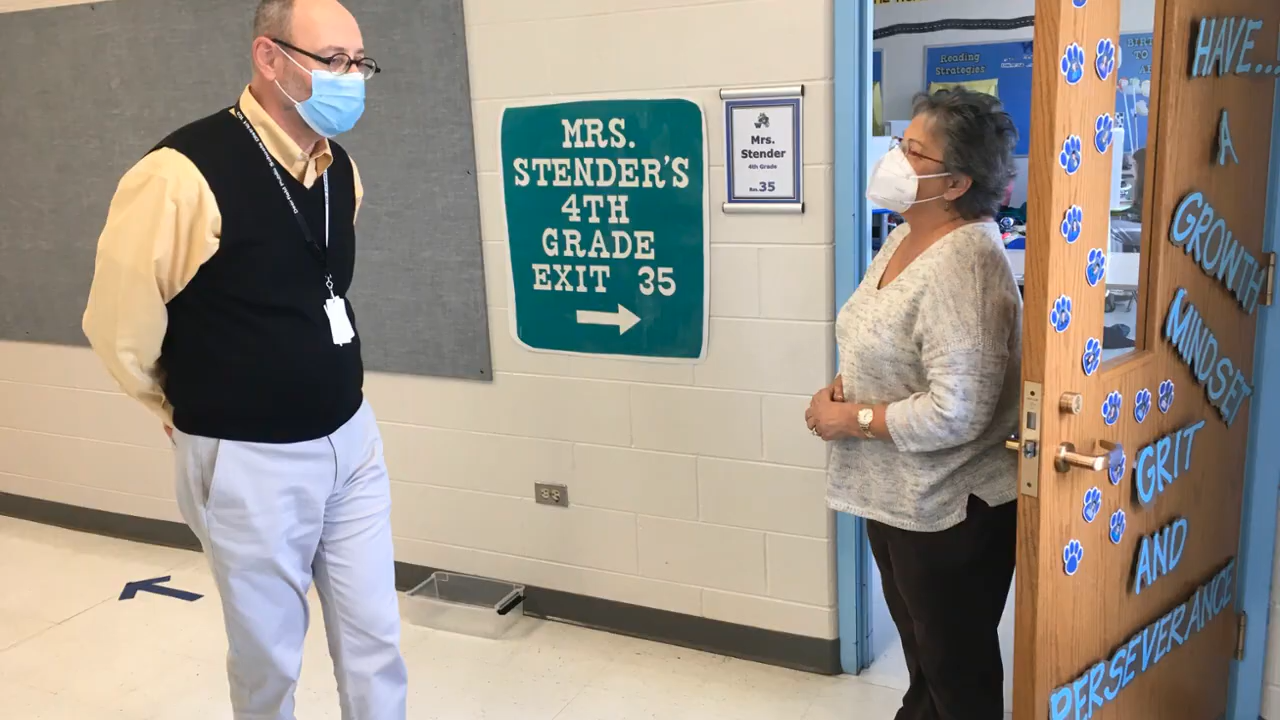 MRS.
STENDER'S
4TH
GRADE
EXIT 35
Mrs.
Stender
4th Grade
Rm. 35
Reading
Strategies
HAVE...
A
GROWTH
MINDSET
GRIT
AND
PERSEVERANCE